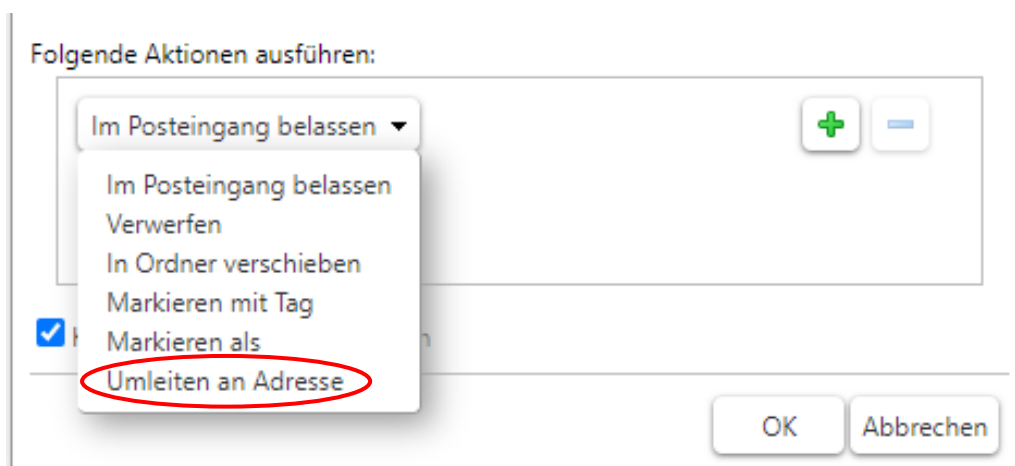 Folgende Aktionen ausführen:
Im Posteingang belassen
Im Posteingang belassen
Verwerfen
In Ordner verschieben
Markieren mit Tag
Markieren als
Umleiten an Adresse
OK Abbrechen